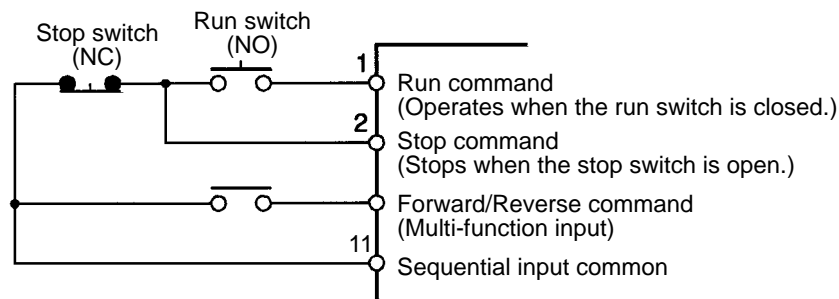 Stop switch
(NC)
Run switch
(NO)
1
Run command
(Operates when the run switch is closed.)
2
Stop command
(Stops when the stop switch is open.)
Forward/Reverse command
(Multi-function input)
11
Sequential input common